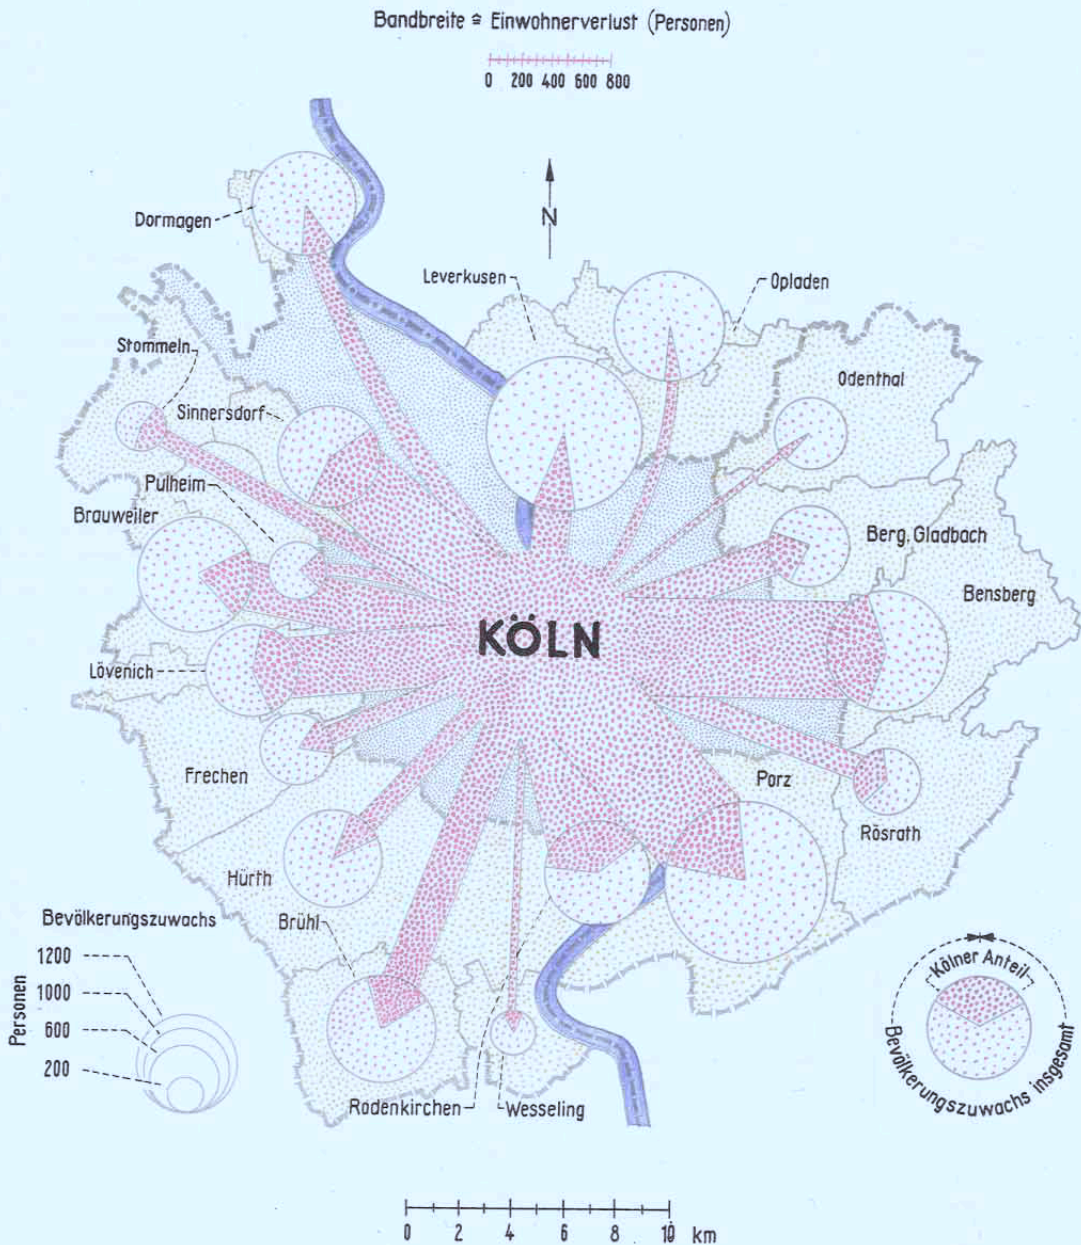 Bandbreite ≙ Einwohnerverlust (Personen)
0 200 400 600 800
N
Dormagen
Leverkusen
Opladen
Stommeln
Odenthal
Sinnersdorf
Pulheim
Brauweiler
Berg. Gladbach
Bensberg
KÖLN
Lövenich
Frechen
Porz
Rösrath
Hürth
Brühl
Bevölkerungszuwachs
Personen
1200
1000
600
200
Kölner Anteil
Bevölkerungszuwachs insgesamt
Rodenkirchen
Wesseling
0 2 4 6 8 10 km